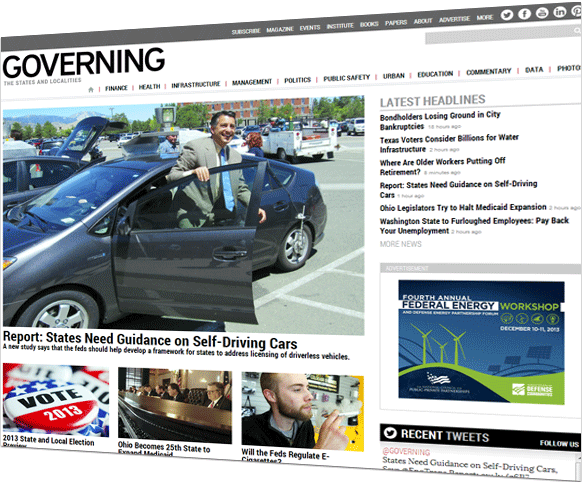 SUBSCRIBE MAGAZINE EVENTS INSTITUTE BOOKS PAPERS ABOUT ADVERTISE MORE
GOVERNING
THE STATES AND LOCALITIES
FINANCE | HEALTH | INFRASTRUCTURE | MANAGEMENT | POLITICS | PUBLIC SAFETY | URBAN | EDUCATION | COMMENTARY | DATA | PHOTOS
LATEST HEADLINES
Bondholders Losing Ground in City
Bankruptcies 16 hours ago
Texas Voters Consider Billions for Water
Infrastructure 2 hours ago
Where Are Older Workers Putting Off
Retirement? 8 minutes ago
Report: States Need Guidance on Self-Driving
Cars 1 hour ago
Ohio Legislators Try to Halt Medicaid Expansion 2 hours ago
Washington State to Furloughed Employees: Pay Back
Your Unemployment 2 hours ago
MORE NEWS
Report: States Need Guidance on Self-Driving Cars
A new study says that the feds should help develop a framework for states to address licensing of driverless vehicles.
VOTE
2013
2013 State and Local Election
Preview
Ohio Becomes 25th State to
Expand Medicaid
Will the Feds Regulate E-
Cigarettes?
ADVERTISEMENT
FOURTH ANNUAL
FEDERAL ENERGY WORKSHOP
AND DEFENSE ENERGY PARTNERSHIP FORUM
DECEMBER 10-11, 2013
PUBLIC PRIVATE PARTNERSHIPS
DEFENSE
COMMUNITIES
RECENT TWEETS
FOLLOW US
@GOVERNING
States Need Guidance on Self-Driving Cars,